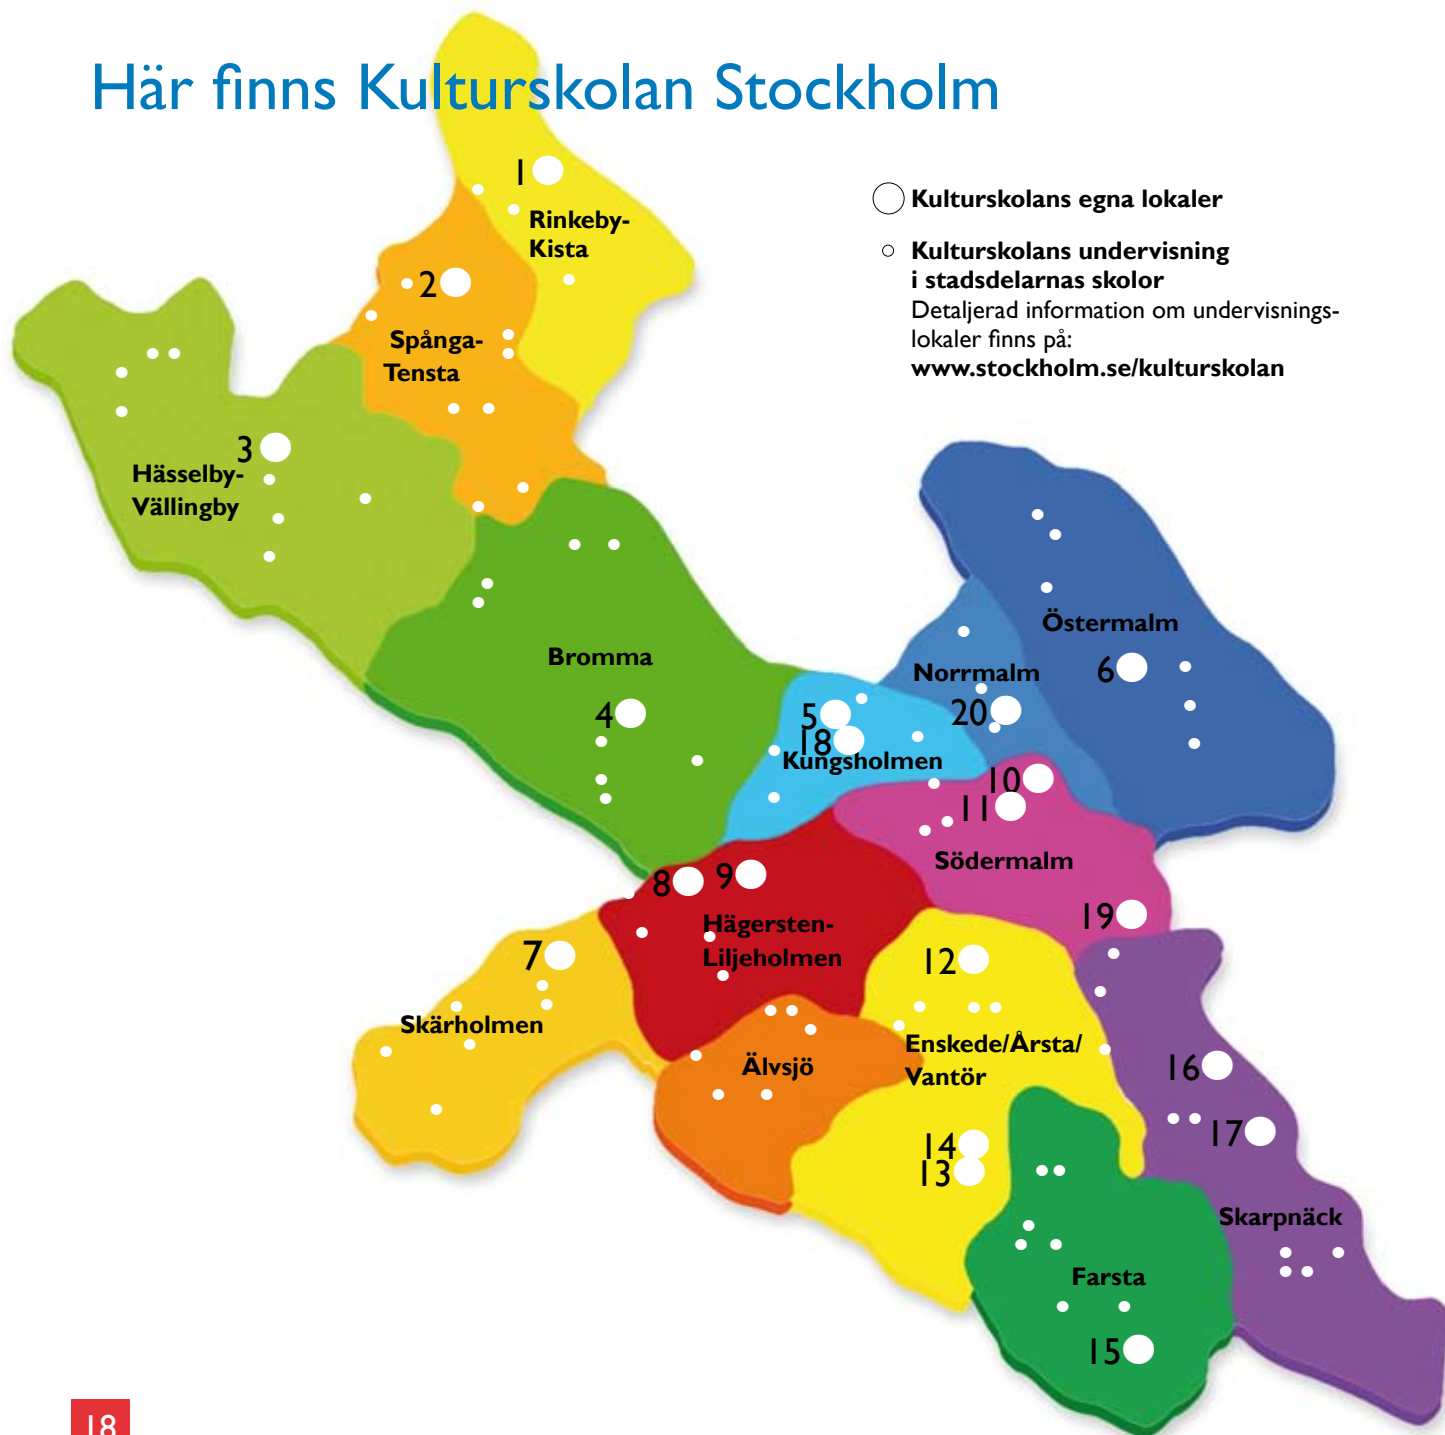 Här finns Kulturskolan Stockholm
1
Rinkeby-
Kista
Kulturskolans egna lokaler
Kulturskolans undervisning
i stadsdelarnas skolor
Detaljerad information om undervisnings-
lokaler finns på:
www.stockholm.se/kulturskolan
2
Spånga-
Tensta
3
Hässelby-
Vällingby
Bromma
4
Östermalm
6
Norrmalm
20
5
18
Kungsholmen
10
11
Södermalm
19
8
9
Hägersten-
Liljeholmen
7
Skärholmen
12
Enskede/Årsta/
Vantör
Älvsjö
14
13
16
17
Skarpnäck
Farsta
15
18